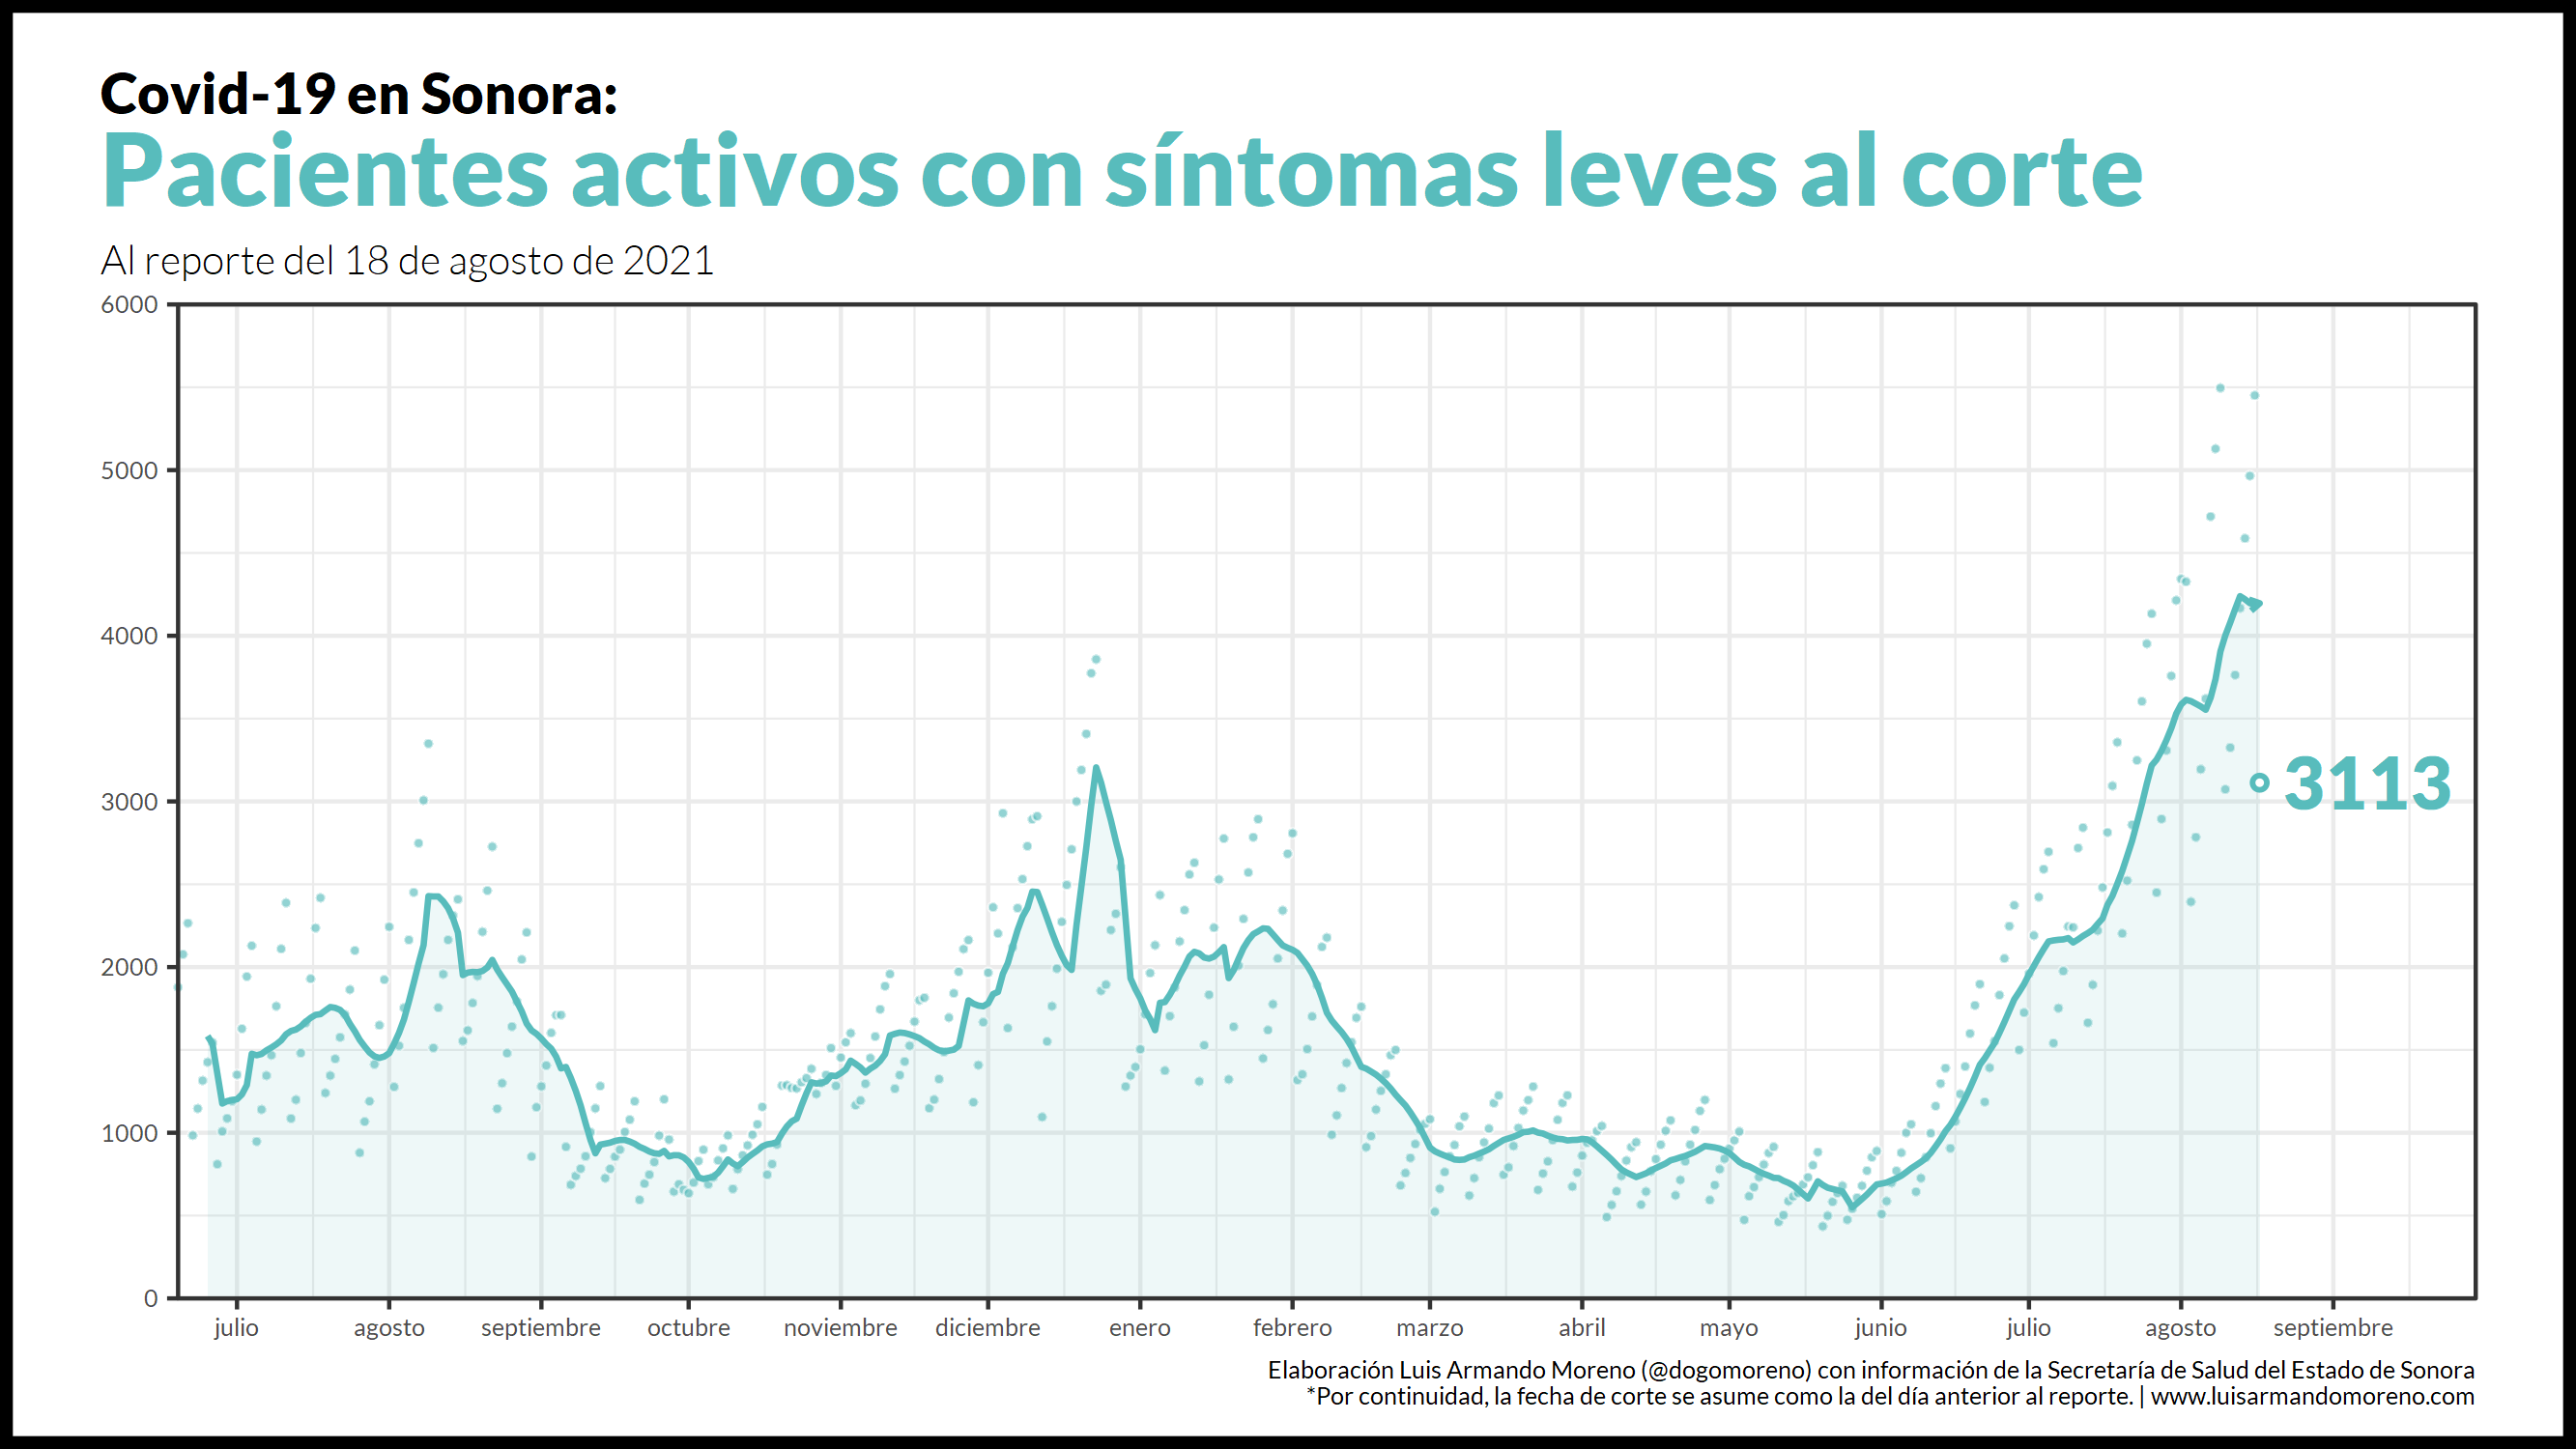 Covid-19 en Sonora:
Pacientes activos con síntomas leves al corte
Al reporte del 18 de agosto de 2021
6000
5000
4000
3000
2000
1000
0
3113
julio agosto septiembre octubre noviembre diciembre enero febrero marzo abril mayo junio julio agosto septiembre
Elaboración Luis Armando Moreno (@dogomoreno) con información de la Secretaría de Salud del Estado de Sonora
*Por continuidad, la fecha de corte se asume como la del día anterior al reporte. | www.luisarmandomoreno.com